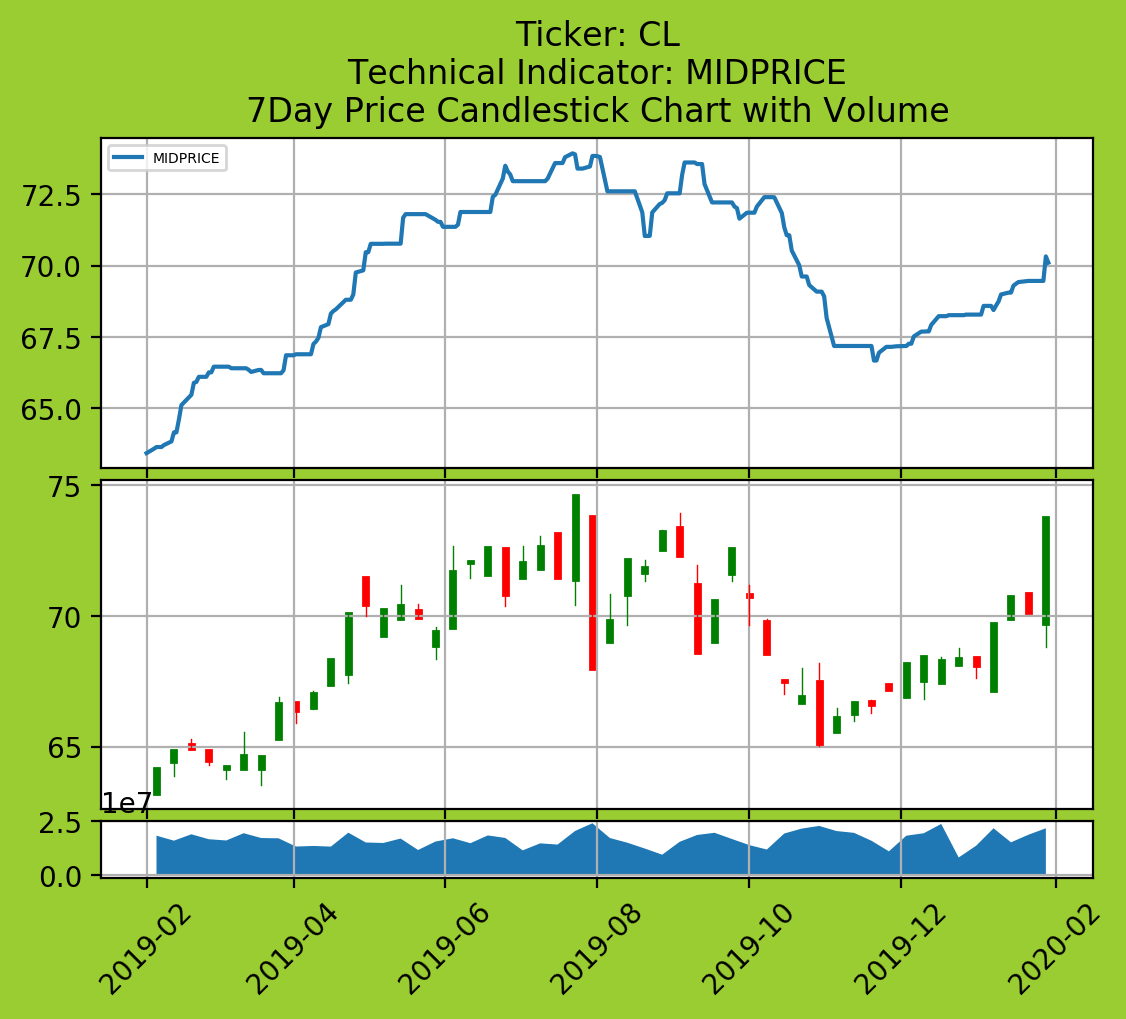 Ticker: CL
Technical Indicator: MIDPRICE
7Day Price Candlestick Chart with Volume
MIDPRICE
72.5
70.0
67.5
65.0
75
70
65
1e7
2.5
0.0
2019-02 2019-04 2019-06 2019-08 2019-10 2019-12 2020-02